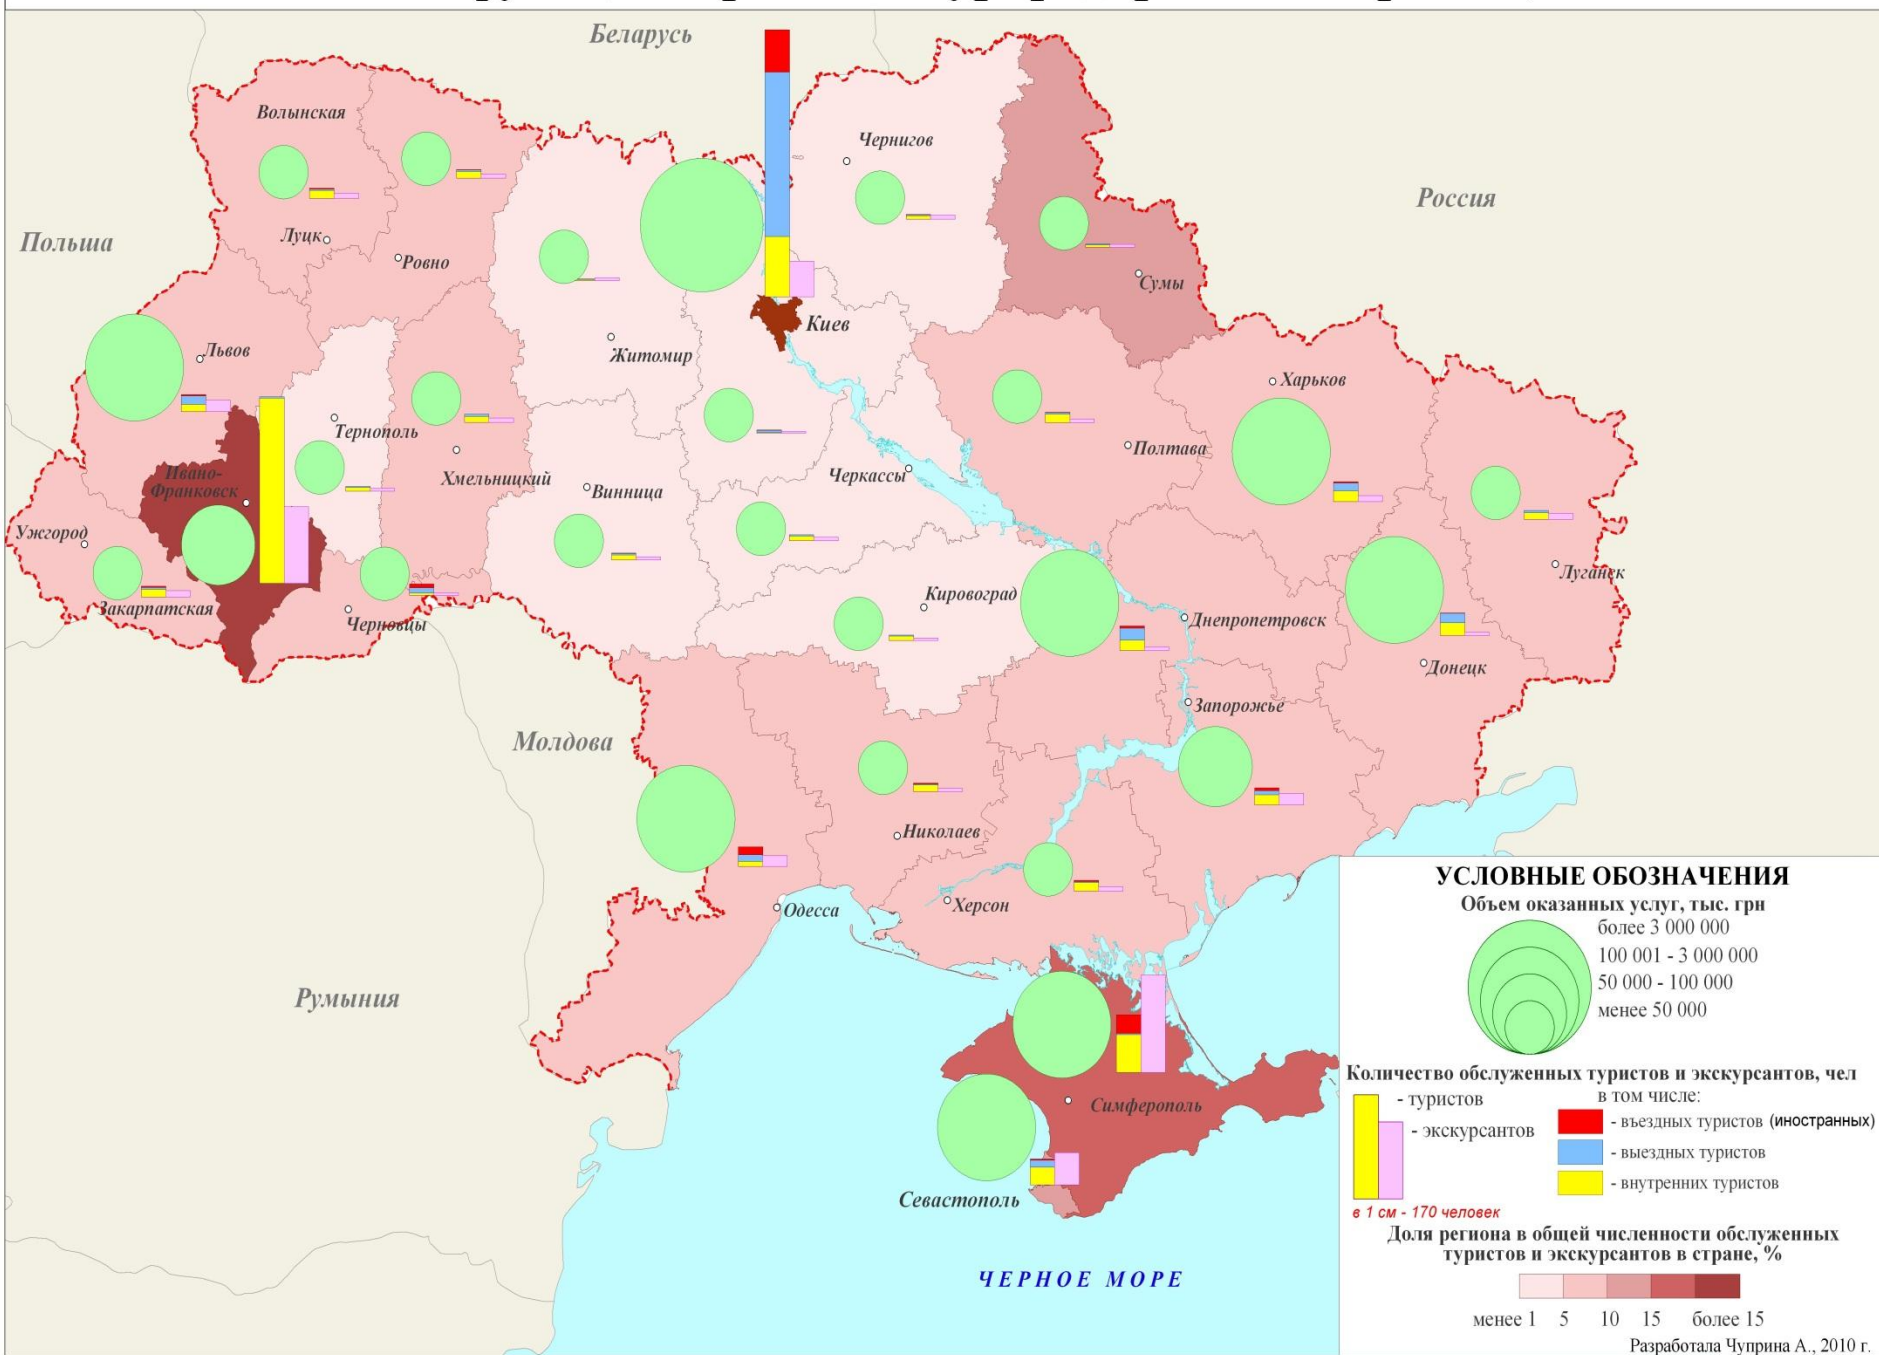 Беларусь
Волынская
Чернигов
Россия
Польша
Луцк
Ровно
Сумы
Киев
Львов
Житомир
Харьков
Тернополь
Ивано-
Франковск
Хмельницкий
Винница
Черкассы
Полтава
Ужгород
Луганск
Закарпатская
Черновцы
Кировоград
Днепропетровск
Донецк
Запорожье
Молдова
Николаев
Одесса
Херсон
Румыния
Симферополь
Севастополь
ЧЕРНОЕ МОРЕ
УСЛОВНЫЕ ОБОЗНАЧЕНИЯ
Объем оказанных услуг, тыс. грн
более 3 000 000
100 001 - 3 000 000
50 000 - 100 000
менее 50 000
Количество обслуженных туристов и экскурсантов, чел
- туристов
- экскурсантов
в том числе:
- въездных туристов (иностранных)
- выездных туристов
- внутренних туристов
в 1 см - 170 человек
Доля региона в общей численности обслуженных
туристов и экскурсантов в стране, %
менее 1 5 10 15 более 15
Разработала Чуприна А., 2010 г.